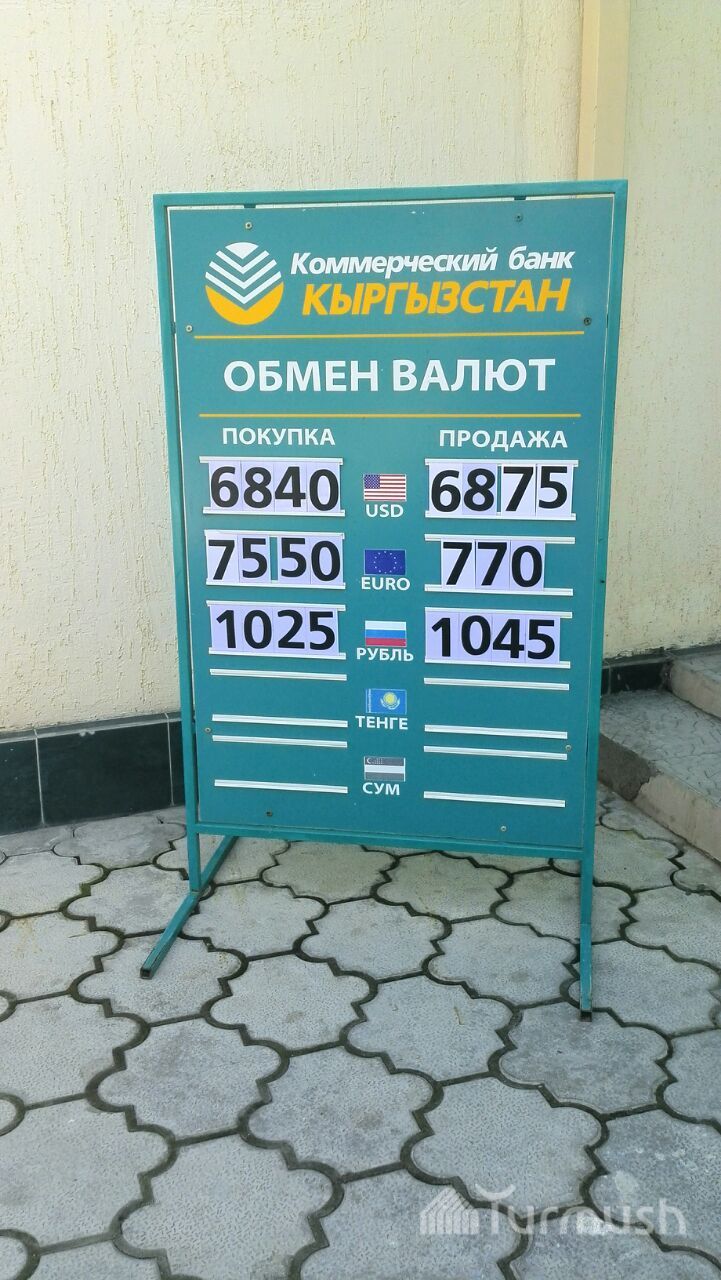 Коммерческий банк
КЫРГЫЗСТАН
ОБМЕН ВАЛЮТ
ПОКУПКА ПРОДАЖА
6840 USD 6875
7550 EURO 770
1025 РУБЛЬ 1045
ТЕНГЕ
СУМ
Turmush